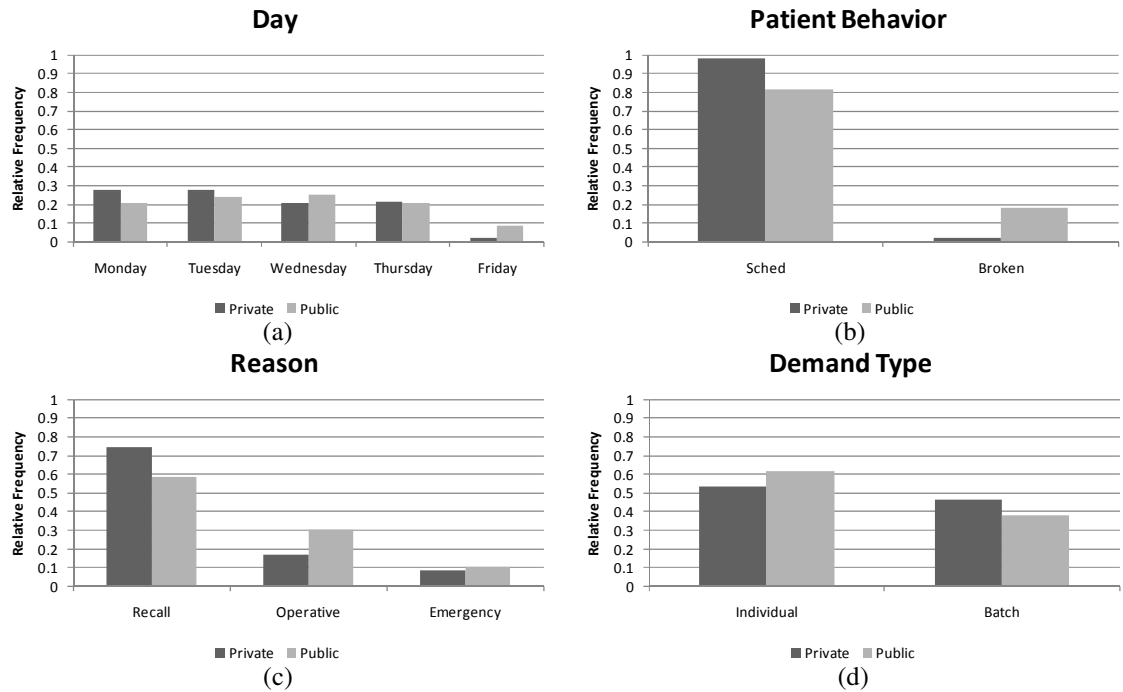 Day
Relative Frequency
1
0.9
0.8
0.7
0.6
0.5
0.4
0.3
0.2
0.1
0
Monday Tuesday Wednesday Thursday Friday
Private Public
(a)
Patient Behavior
Relative Frequency
1
0.9
0.8
0.7
0.6
0.5
0.4
0.3
0.2
0.1
0
Sched Broken
Private Public
(b)
Reason
Relative Frequency
1
0.9
0.8
0.7
0.6
0.5
0.4
0.3
0.2
0.1
0
Recall Operative Emergency
Private Public
(c)
Demand Type
Relative Frequency
1
0.9
0.8
0.7
0.6
0.5
0.4
0.3
0.2
0.1
0
Individual Batch
Private Public
(d)